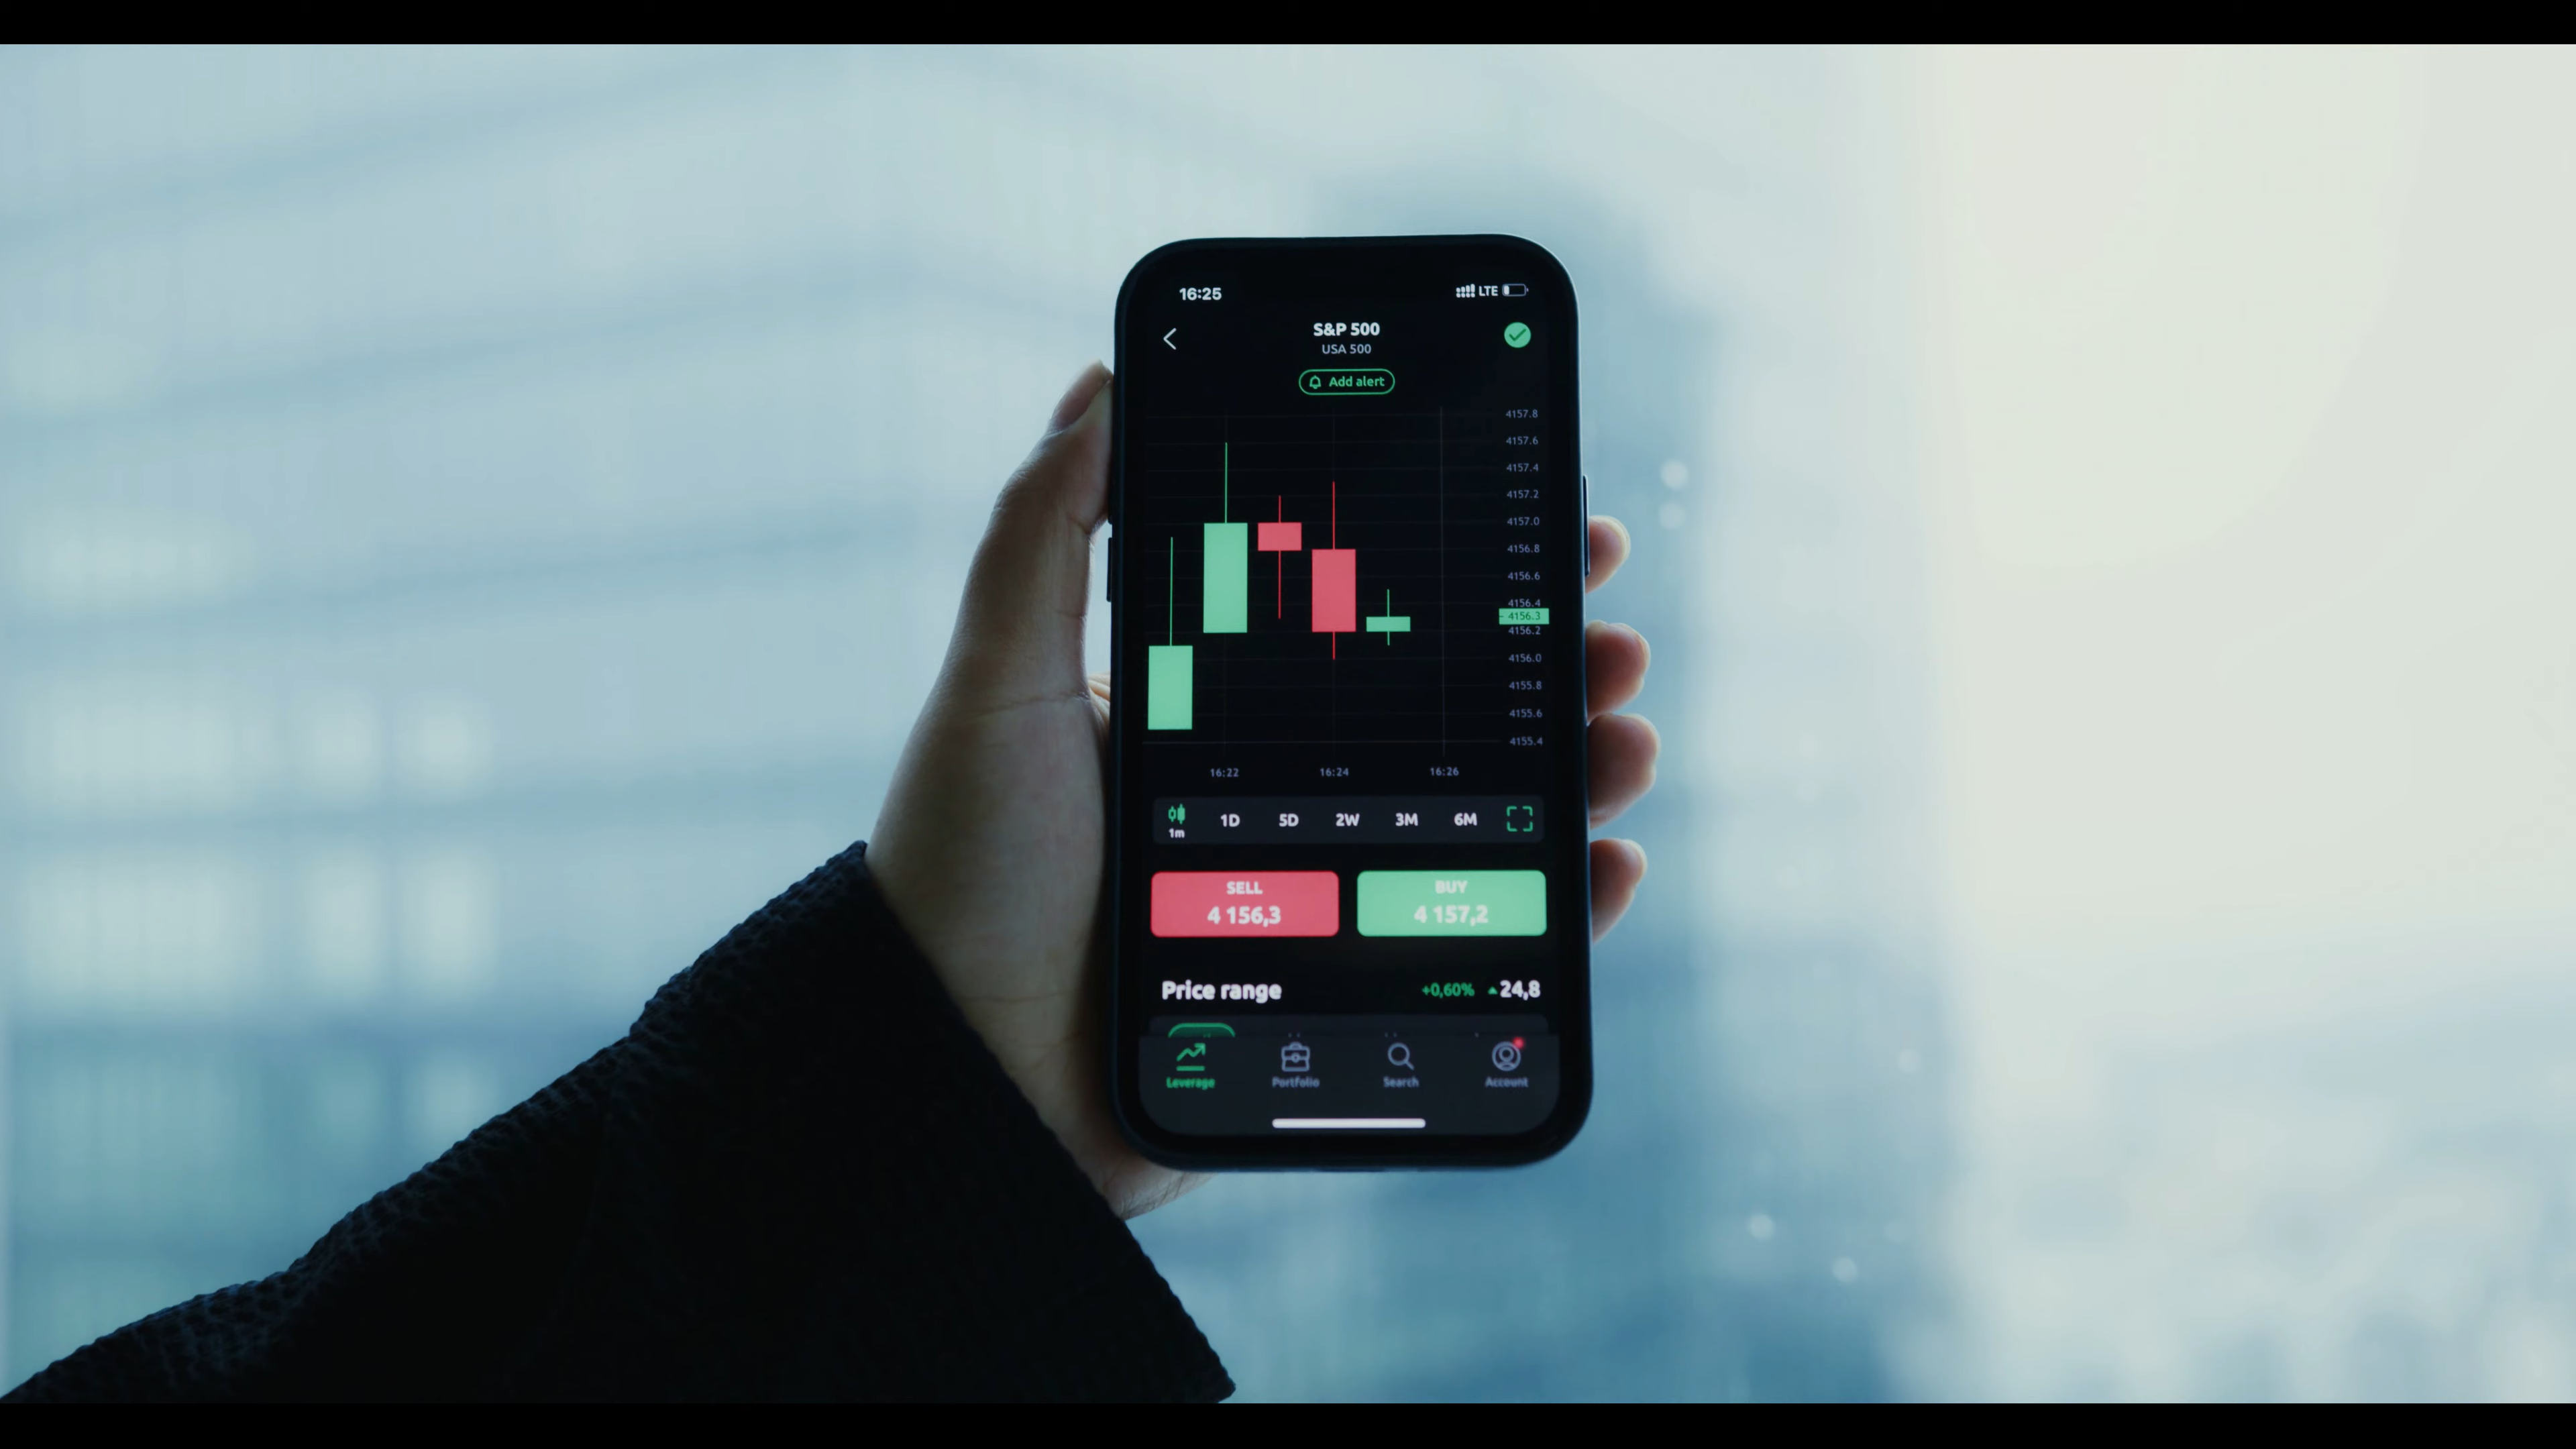 16:25 LTE
S&P 500
USA 500
Add alert
4157.8
4157.6
4157.4
4157.2
4157.0
4156.8
4156.6
4156.4
4156.3
4156.2
4156.0
4155.8
4155.6
4155.4
16:22 16:24 16:26
1m 1D 5D 2W 3M 6M
SELL BUY
4 156,3 4 157,2
Price range +0,60% 24,8
Leverage Portfolio Search Account